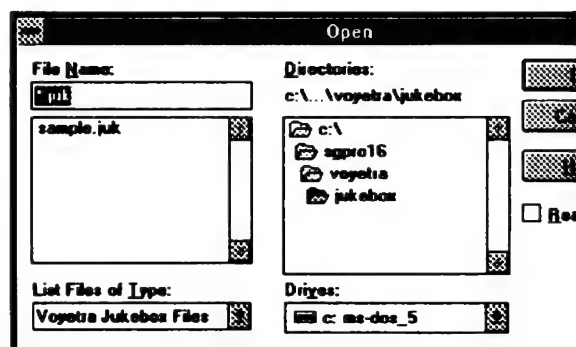 Open
File Name:
Directories:
c:\...\voyetra\jukebox
sample.juk
c:\
sgpro16
voyetra
jukebox
List Files of Type:
Drives:
Voyetra Jukebox Files
c: ms-dos_5